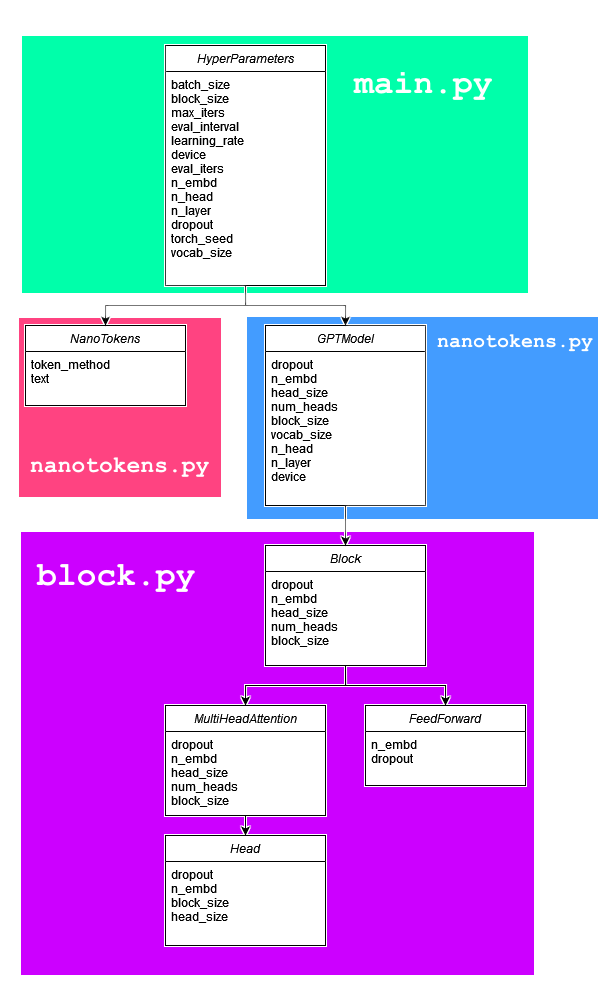 HyperParameters
main.py
batch_size
block_size
max_iters
eval_interval
learning_rate
device
eval_iters
n_embd
n_head
n_layer
dropout
torch_seed
vocab_size
NanoTokens
token_method
text
nanotokens.py
GPTModel
nanotokens.py
dropout
n_embd
head_size
num_heads
block_size
vocab_size
n_head
n_layer
device
block.py
Block
dropout
n_embd
head_size
num_heads
block_size
MultiHeadAttention
dropout
n_embd
head_size
num_heads
block_size
FeedForward
n_embd
dropout
Head
dropout
n_embd
block_size
head_size